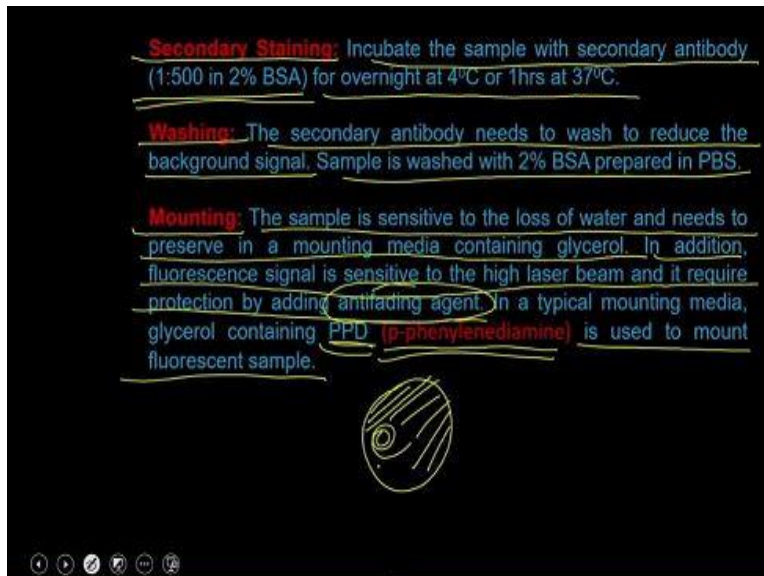 Secondary Staining: Incubate the sample with secondary antibody
(1:500 in 2% BSA) for overnight at 4⁰C or 1hrs at 37⁰C.
Washing: The secondary antibody needs to wash to reduce the
background signal. Sample is washed with 2% BSA prepared in PBS.
Mounting: The sample is sensitive to the loss of water and needs to
preserve in a mounting media containing glycerol. In addition,
fluorescence signal is sensitive to the high laser beam and it require
protection by adding antifading agent. In a typical mounting media,
glycerol containing PPD (p-phenylenediamine) is used to mount
fluorescent sample.